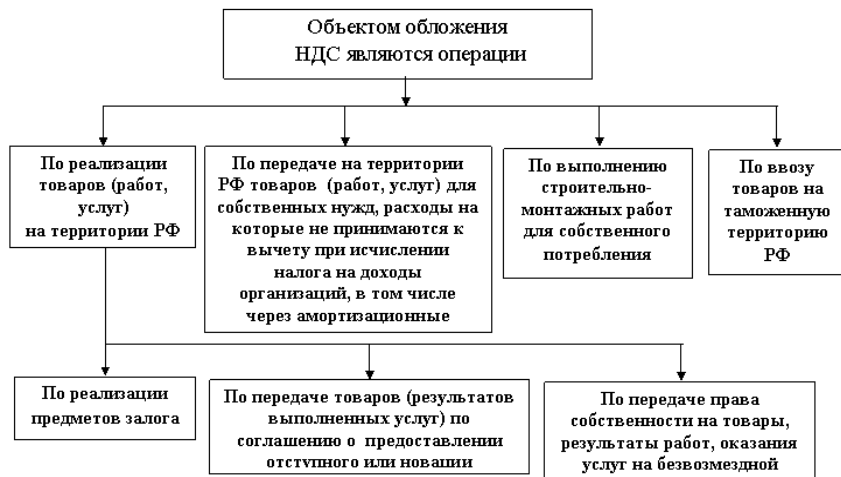 Объектом обложения
НДС являются операции
По реализации
товаров (работ,
услуг)
на территории РФ
По передаче на территории
РФ товаров (работ, услуг) для
собственных нужд, расходы на
которые не принимаются к
вычету при исчислении
налога на доходы
организаций, в том числе
через амортизационные
По выполнению
строительно-
монтажных работ
для собственного
потребления
По ввозу
товаров на
таможенную
территорию
РФ
По реализации
предметов залога
По передаче товаров (результатов
выполненных услуг) по
соглашению о предоставлении
отступного или новации
По передаче права
собственности на товары,
результаты работ, оказания
услуг на безвозмездной